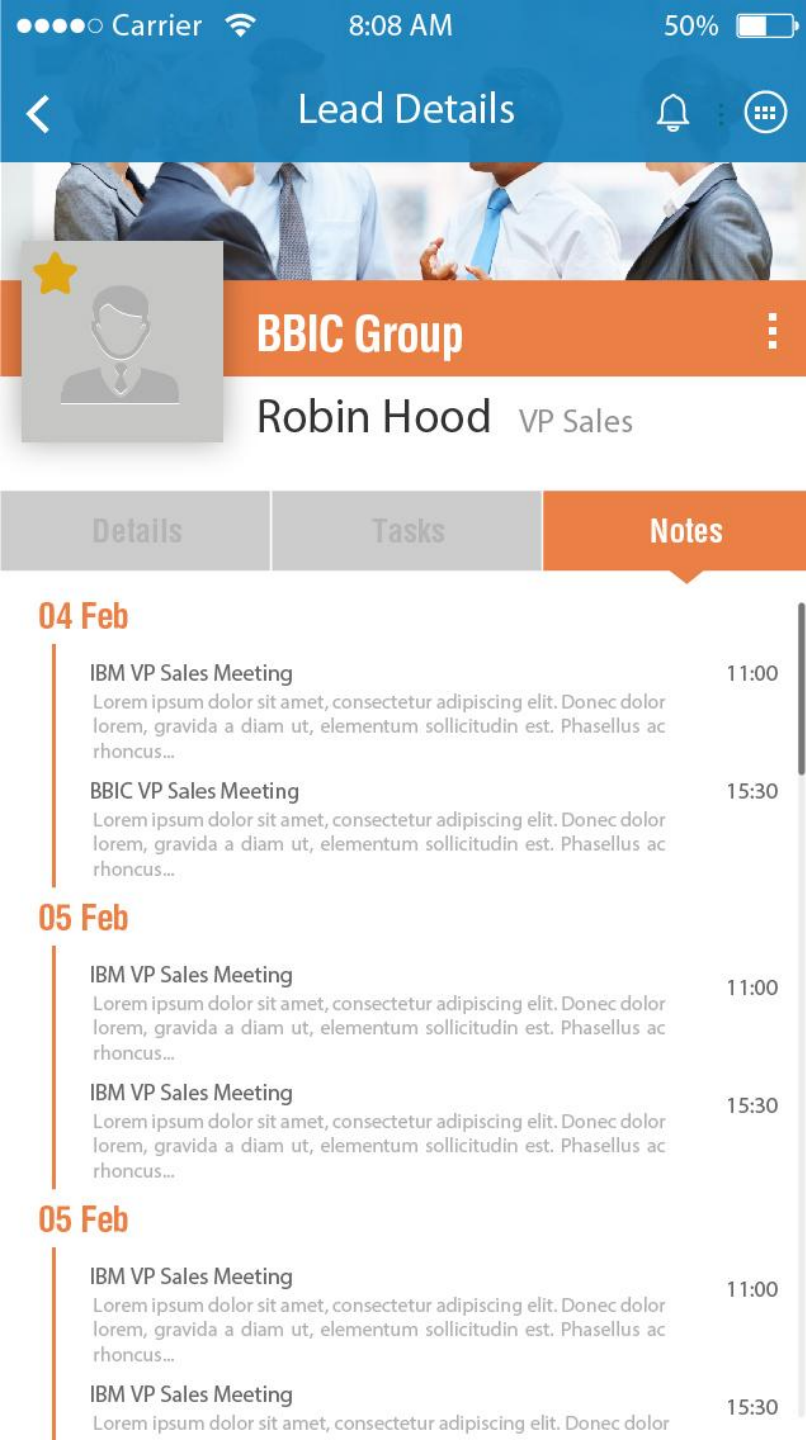 Carrier 8:08 AM 50%
Lead Details
BBIC Group
Robin Hood VP Sales
Details Tasks Notes
04 Feb
IBM VP Sales Meeting 11:00
Lorem ipsum dolor sit amet, consectetur adipiscing elit. Donec dolor
lorem, gravida a diam ut, elementum sollicitudin est. Phasellus ac
rhoncus...
BBIC VP Sales Meeting 15:30
Lorem ipsum dolor sit amet, consectetur adipiscing elit. Donec dolor
lorem, gravida a diam ut, elementum sollicitudin est. Phasellus ac
rhoncus...
05 Feb
IBM VP Sales Meeting 11:00
Lorem ipsum dolor sit amet, consectetur adipiscing elit. Donec dolor
lorem, gravida a diam ut, elementum sollicitudin est. Phasellus ac
rhoncus...
IBM VP Sales Meeting 15:30
Lorem ipsum dolor sit amet, consectetur adipiscing elit. Donec dolor
lorem, gravida a diam ut, elementum sollicitudin est. Phasellus ac
rhoncus...
05 Feb
IBM VP Sales Meeting 11:00
Lorem ipsum dolor sit amet, consectetur adipiscing elit. Donec dolor
lorem, gravida a diam ut, elementum sollicitudin est. Phasellus ac
rhoncus...
IBM VP Sales Meeting 15:30
Lorem ipsum dolor sit amet, consectetur adipiscing elit. Donec dolor